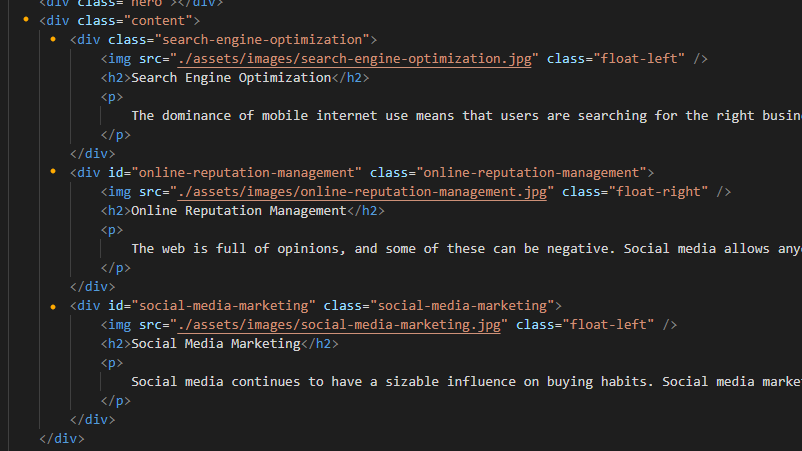 <div class="hero"></div>
<div class="content">
<div class="search-engine-optimization">
<img src="./assets/images/search-engine-optimization.jpg" class="float-left" />
<h2>Search Engine Optimization</h2>
<p>
The dominance of mobile internet use means that users are searching for the right
</p>
</div>
<div id="online-reputation-management" class="online-reputation-management">
<img src="./assets/images/online-reputation-management.jpg" class="float-right" />
<h2>Online Reputation Management</h2>
<p>
The web is full of opinions, and some of these can be negative. Social media allows
</p>
</div>
<div id="social-media-marketing" class="social-media-marketing">
<img src="./assets/images/social-media-marketing.jpg" class="float-left" />
<h2>Social Media Marketing</h2>
<p>
Social media continues to have a sizable influence on buying habits. Social media
</p>
</div>
</div>